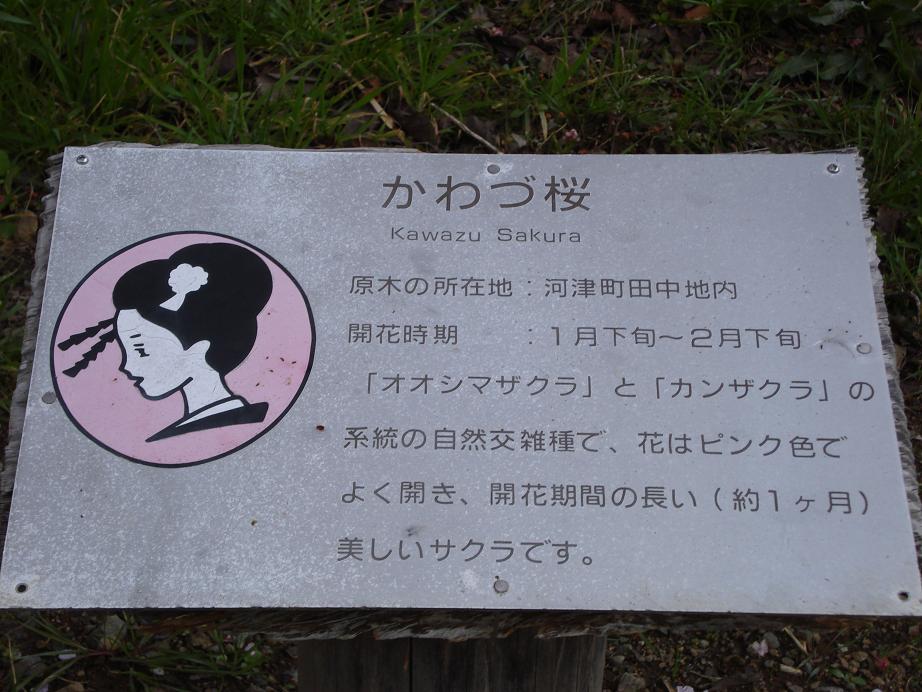 かわづ桜
Kawazu Sakura
原木の所在地：河津町田中地内
開花時期　　：1月下旬～2月下旬
「オオシマザクラ」と「カンザクラ」の
系統の自然交雑種で、花はピンク色で
よく開き、開花期間の長い（約1ヶ月）
美しいサクラです。